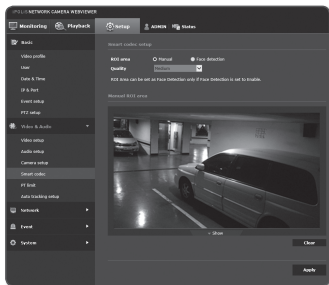 iPOLiS NETWORK CAMERA WEBVIEWER
Monitoring
Playback
Setup
ADMIN
Status
Basic
Video profile
User
Date & Time
IP & Port
Event setup
PTZ setup
Video & Audio
Video setup
Audio setup
Camera setup
Smart codec
PT limit
Auto tracking setup
Network
Event
System
Smart codec setup
ROI area
Manual
Face detection
Quality
Medium
ROI Area can be set as Face Detection only if Face Detection is set to Enable.
Manual ROI area
Show
Clear
Apply